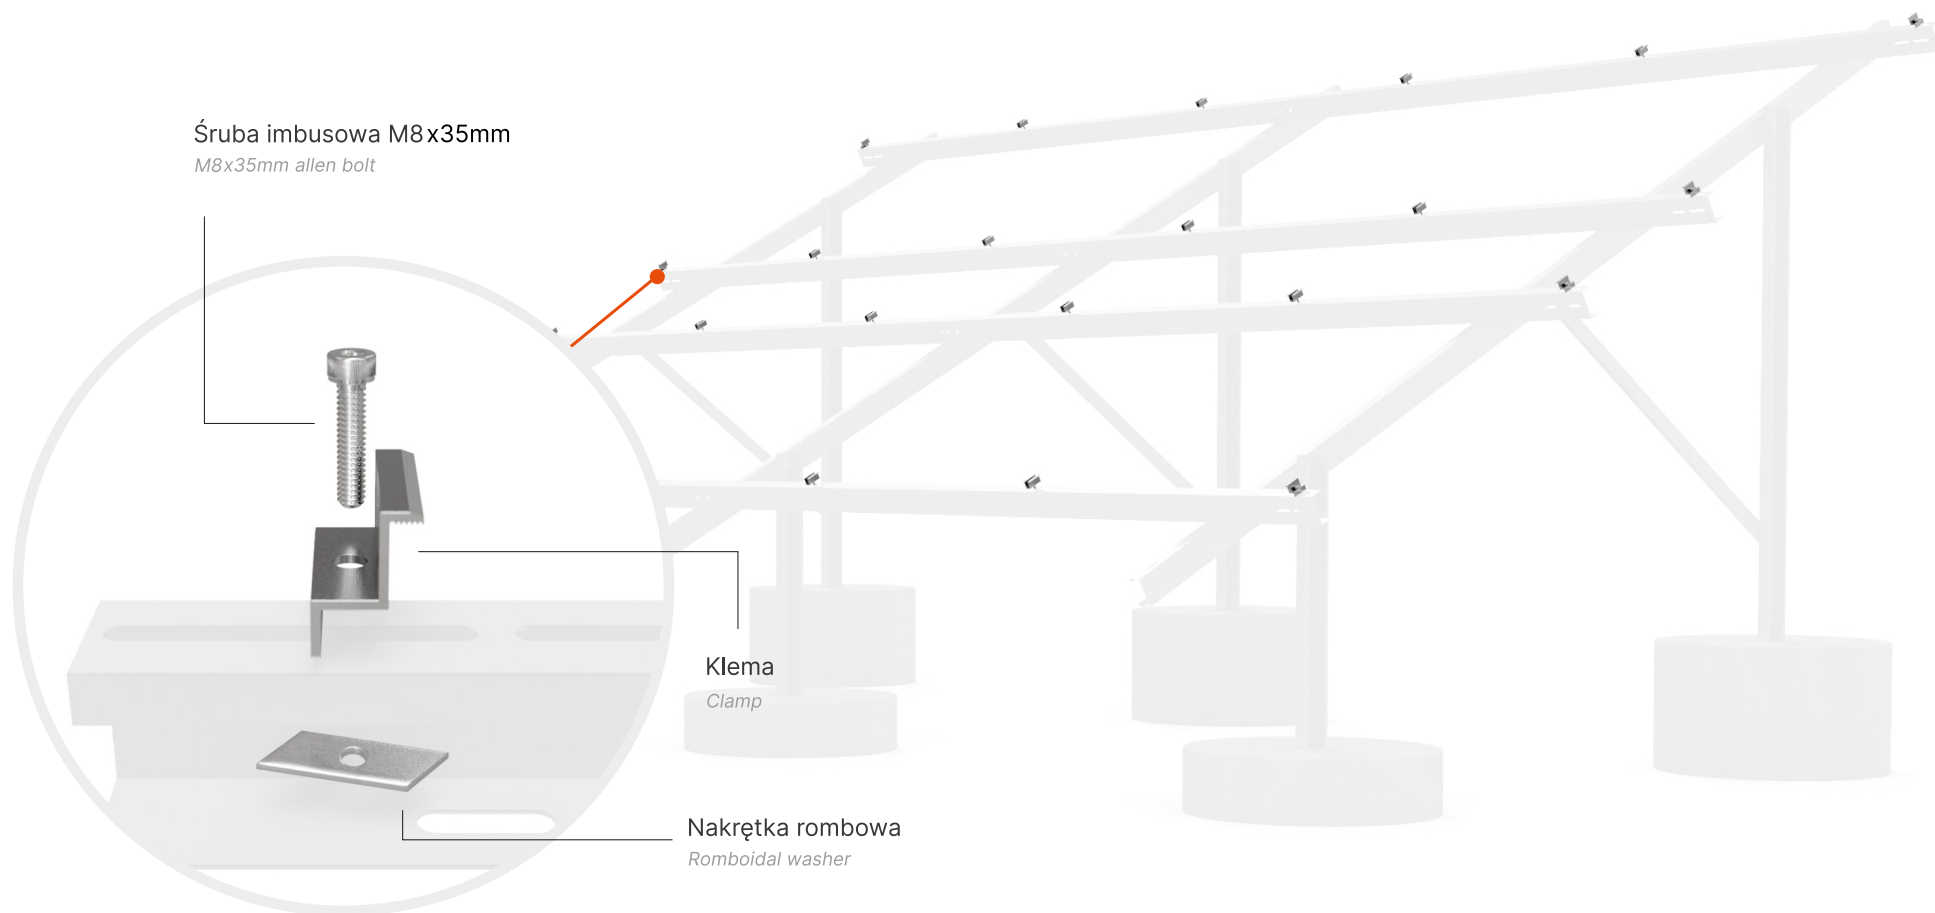 Śruba imbusowa M8x35mm
M8x35mm allen bolt
Klema
Clamp
Nakrętka rombowa
Romboidal washer